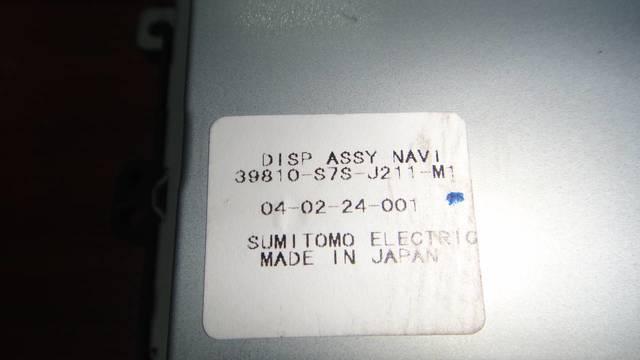 DISP ASSY NAVI
39810-S7S-J211-M1
04-02-24-001
SUMITOMO ELECTRIC
MADE IN JAPAN